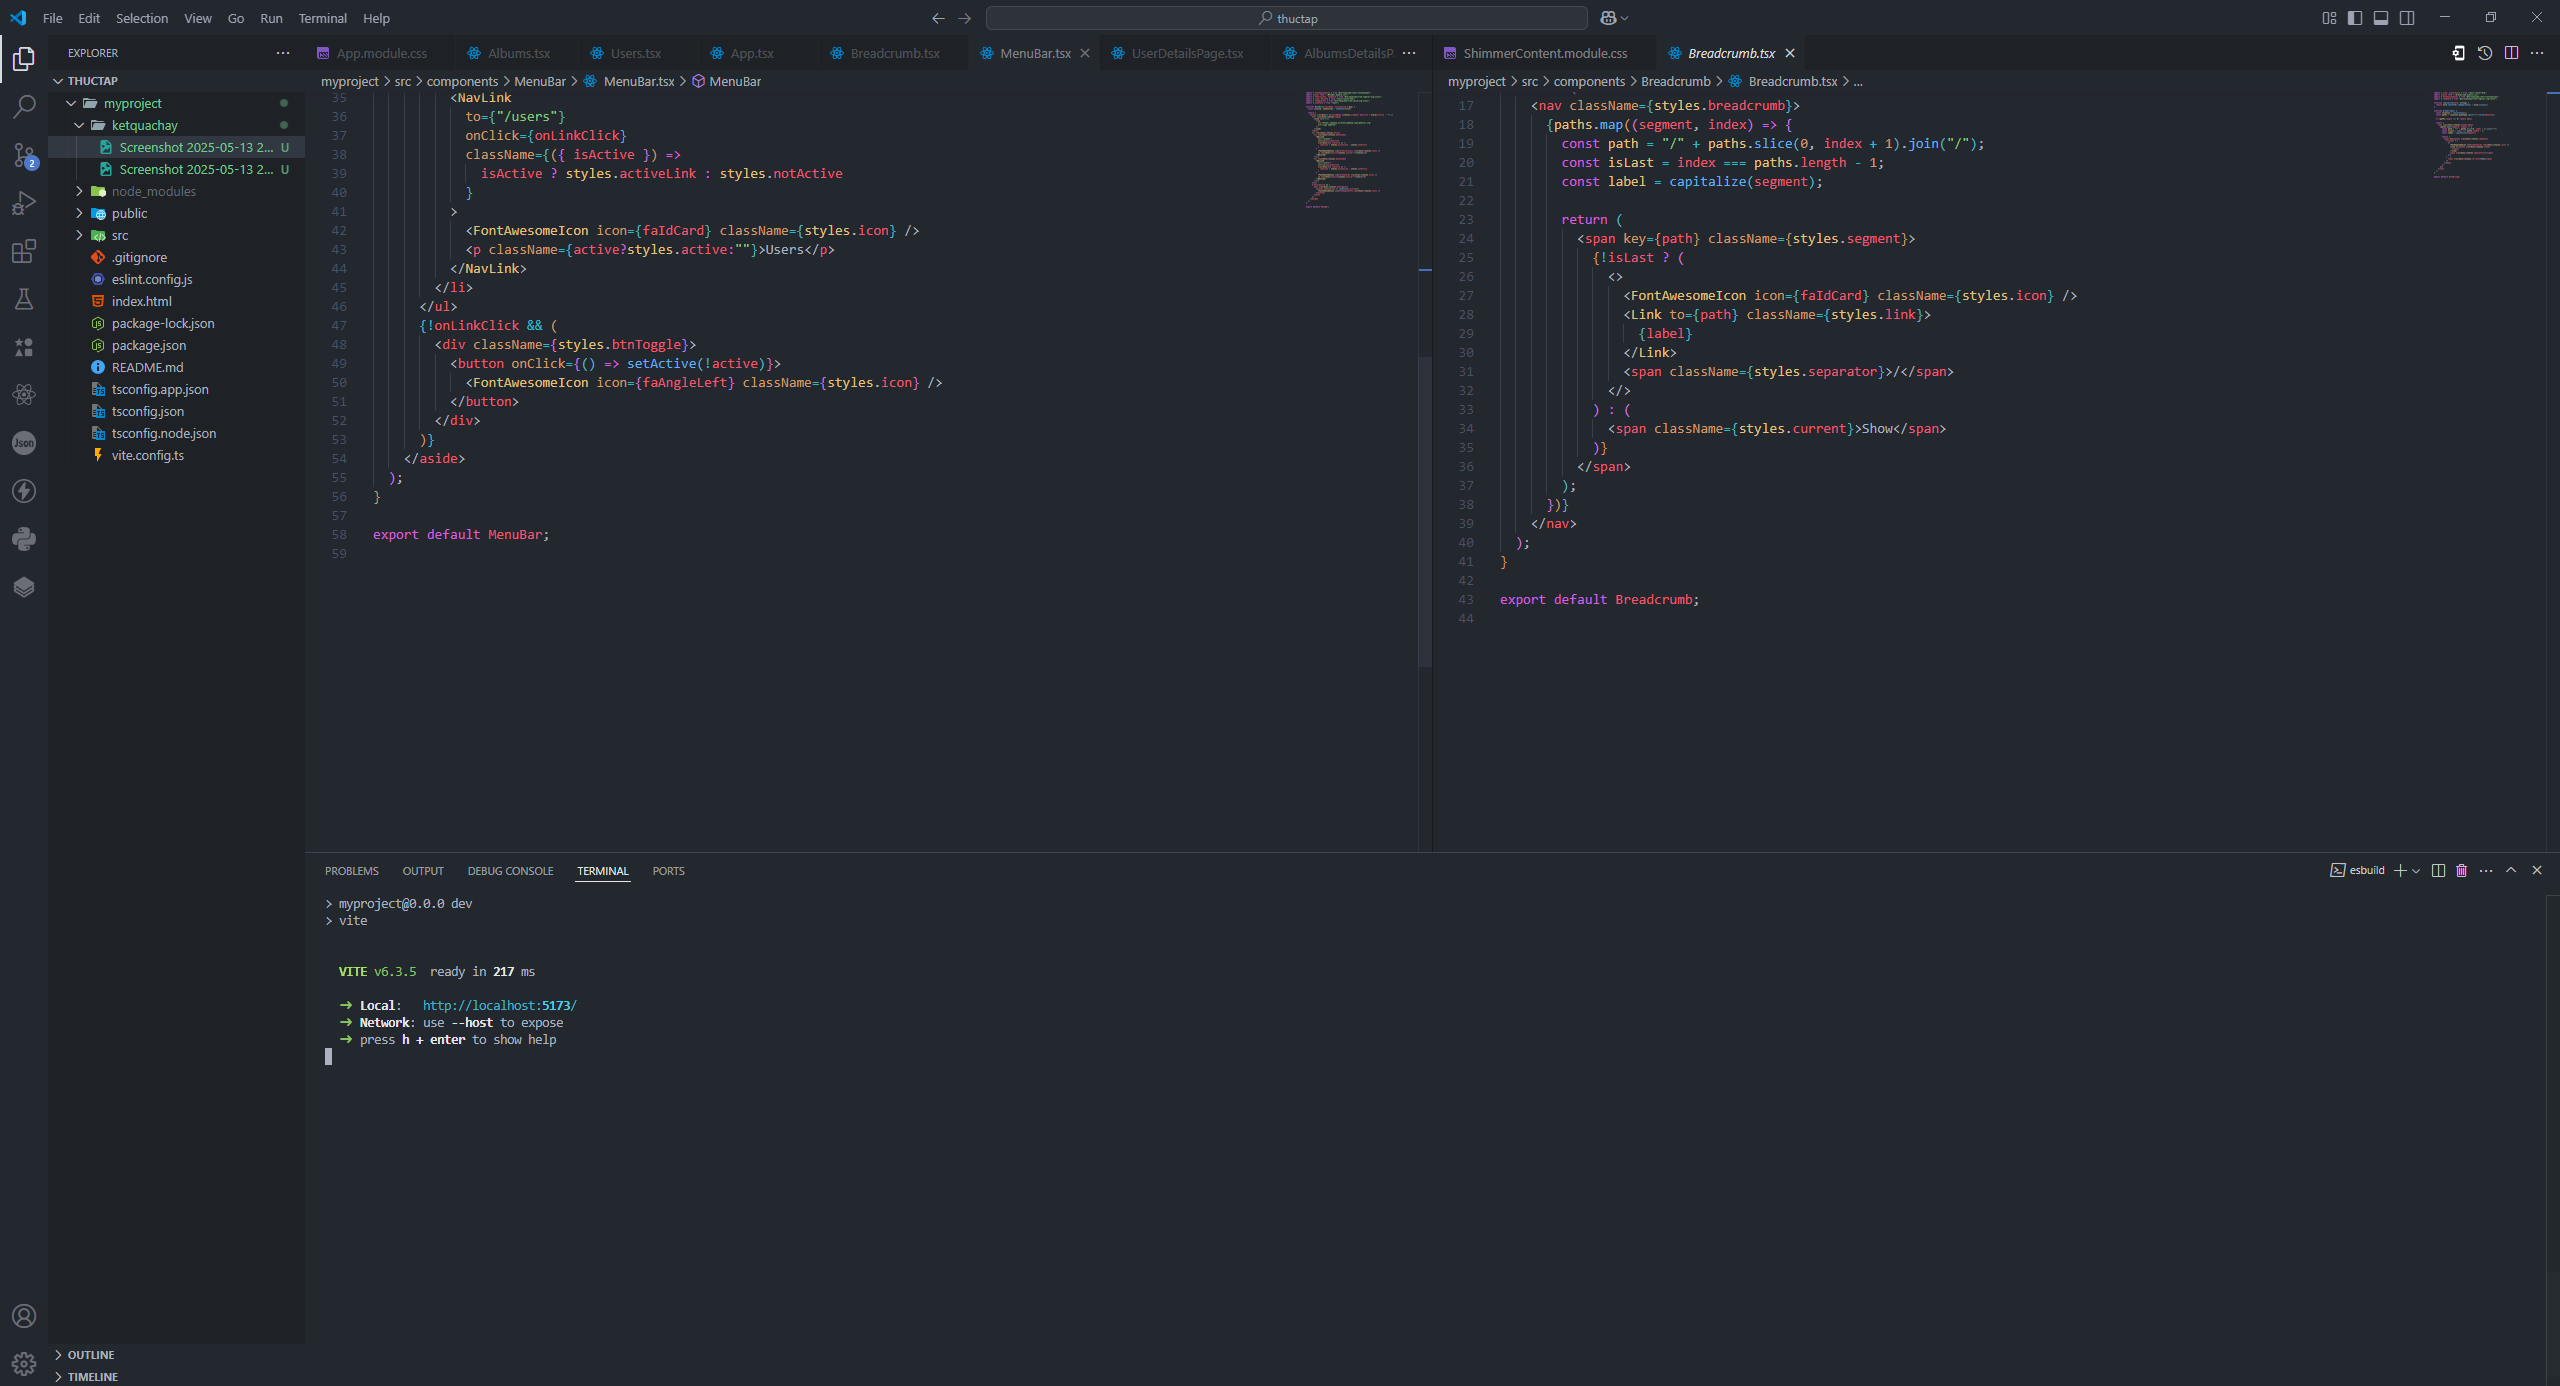 File Edit Selection View Go Run Terminal Help
thuctap
EXPLORER
THUCTAP
myproject
ketquachay
Screenshot 2025-05-13 2... U
Screenshot 2025-05-13 2... U
node_modules
public
src
.gitignore
eslint.config.js
index.html
package-lock.json
package.json
README.md
tsconfig.app.json
tsconfig.json
tsconfig.node.json
vite.config.ts
OUTLINE
TIMELINE
2
Json
App.module.css Albums.tsx Users.tsx App.tsx Breadcrumb.tsx MenuBar.tsx UserDetailsPage.tsx AlbumsDetailsP
myproject > src > components > MenuBar > MenuBar.tsx > MenuBar
35 <NavLink
36 to={"/users"}
37 onClick={onLinkClick}
38 className={({ isActive }) =>
39 isActive ? styles.activeLink : styles.notActive
40 }
41 >
42 <FontAwesomeIcon icon={faIdCard} className={styles.icon} />
43 <p className={active?styles.active:""}>Users</p>
44 </NavLink>
45 </li>
46 </ul>
47 {!onLinkClick && (
48 <div className={styles.btnToggle}>
49 <button onClick={() => setActive(!active)}>
50 <FontAwesomeIcon icon={faAngleLeft} className={styles.icon} />
51 </button>
52 </div>
53 )}
54 </aside>
55 );
56 }
57
58 export default MenuBar;
59
ShimmerContent.module.css Breadcrumb.tsx
myproject > src > components > Breadcrumb > Breadcrumb.tsx > ...
17 <nav className={styles.breadcrumb}>
18 {paths.map((segment, index) => {
19 const path = "/" + paths.slice(0, index + 1).join("/");
20 const isLast = index === paths.length - 1;
21 const label = capitalize(segment);
22
23 return (
24 <span key={path} className={styles.segment}>
25 {!isLast ? (
26 <>
27 <FontAwesomeIcon icon={faIdCard} className={styles.icon} />
28 <Link to={path} className={styles.link}>
29 {label}
30 </Link>
31 <span className={styles.separator}>/</span>
32 </>
33 ) : (
34 <span className={styles.current}>Show</span>
35 )}
36 </span>
37 );
38 })}
39 </nav>
40 );
41 }
42
43 export default Breadcrumb;
44
PROBLEMS OUTPUT DEBUG CONSOLE TERMINAL PORTS
esbuild
> myproject@0.0.0 dev
> vite
VITE v6.3.5 ready in 217 ms
➜ Local: http://localhost:5173/
➜ Network: use --host to expose
➜ press h + enter to show help